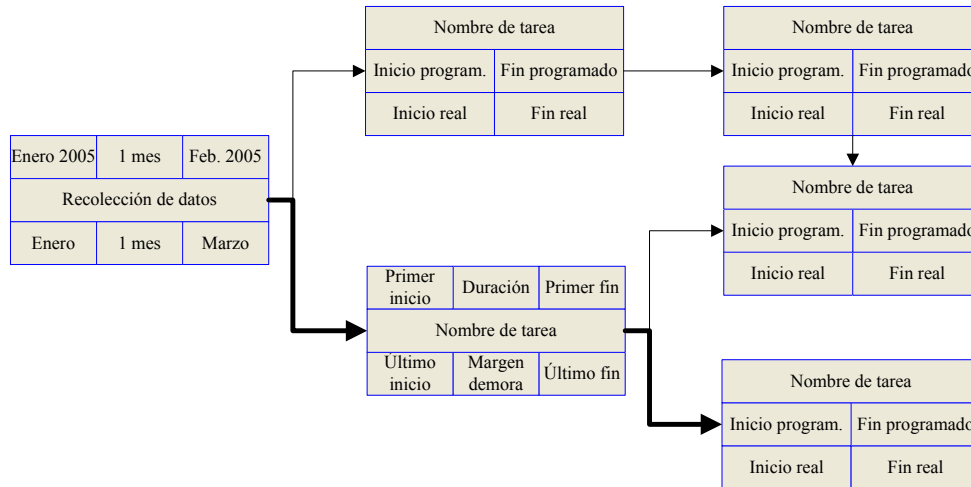 Nombre de tarea
Inicio program. Fin programado
Inicio real Fin real
Nombre de tarea
Inicio program. Fin programado
Inicio real Fin real
Enero 2005 1 mes Feb. 2005
Recolección de datos
Enero 1 mes Marzo
Nombre de tarea
Inicio program. Fin programado
Inicio real Fin real
Primer
inicio
Duración
Primer fin
Nombre de tarea
Último
inicio
Margen
demora
Último fin
Nombre de tarea
Inicio program. Fin programado
Inicio real Fin real